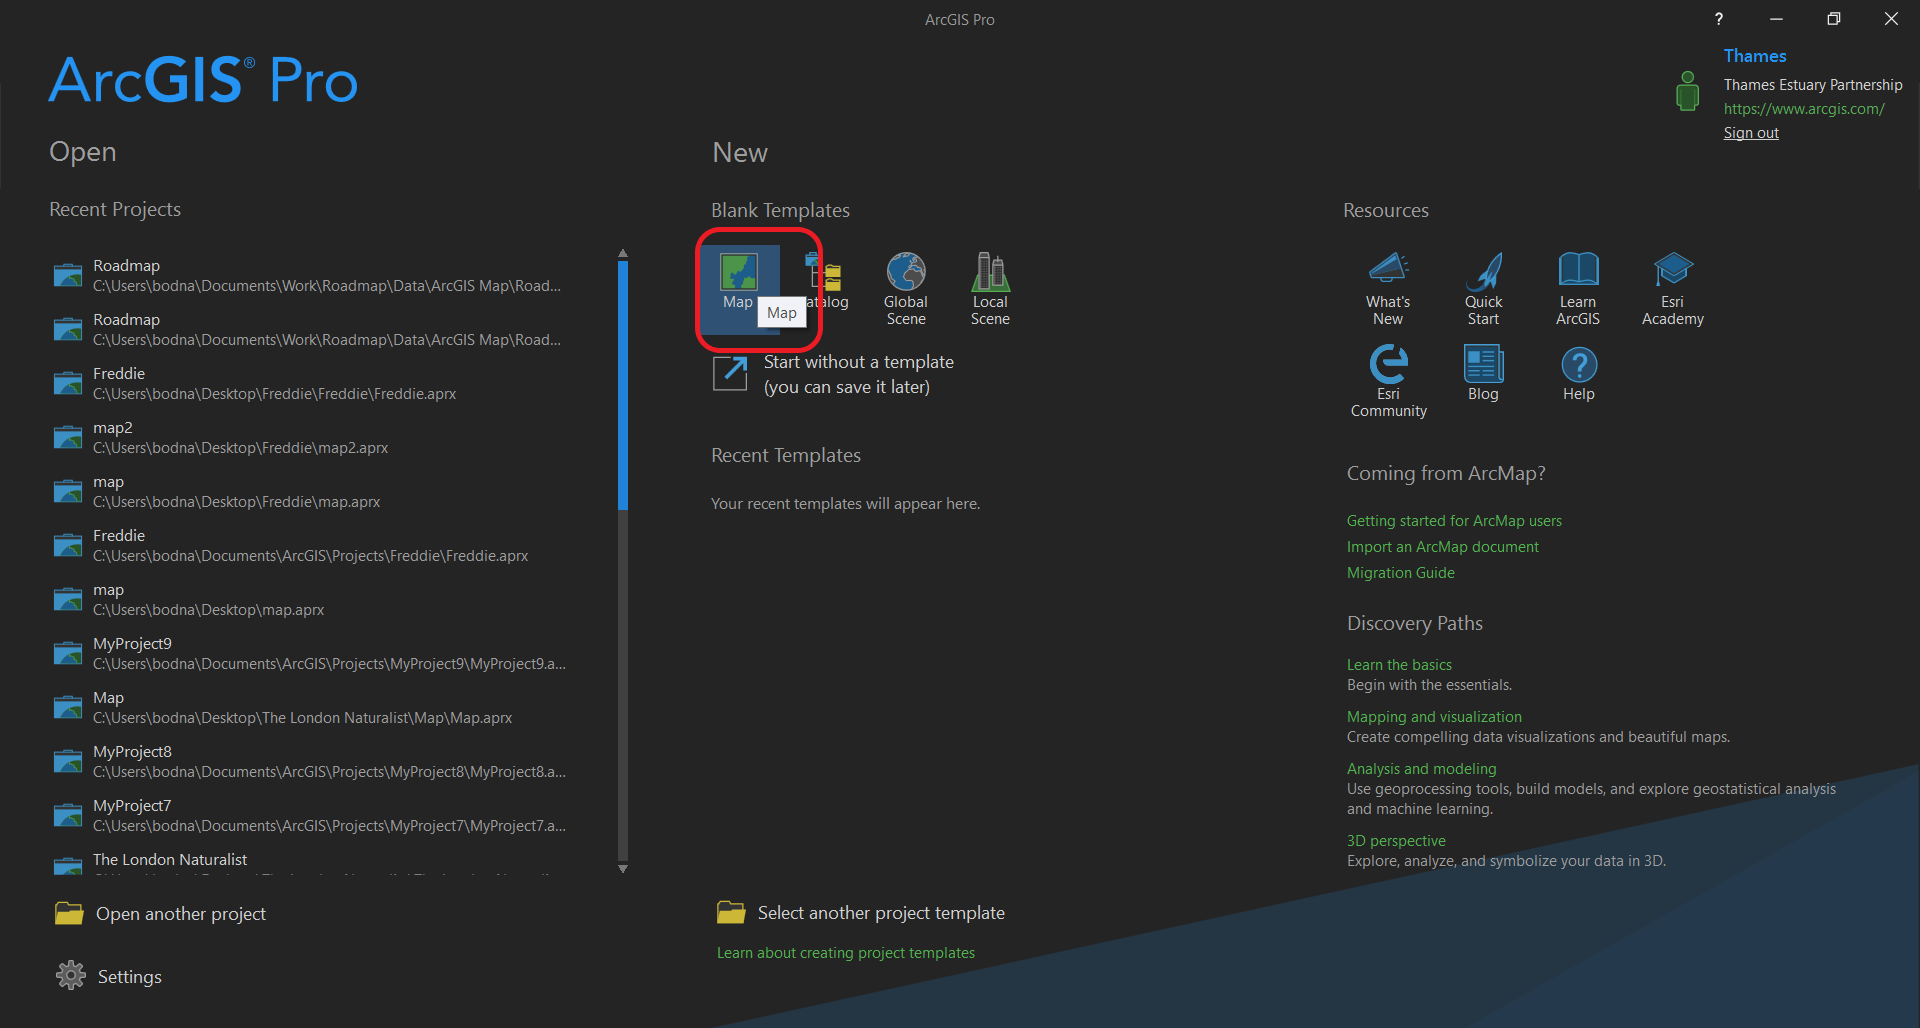 ArcGIS Pro
?
ArcGIS® Pro
Thames
Thames Estuary Partnership
https://www.arcgis.com/
Sign out
Open
Recent Projects
Roadmap
C:\Users\bodna\Documents\Work\Roadmap\Data\ArcGIS Map\Road...
Roadmap
C:\Users\bodna\Documents\Work\Roadmap\Data\ArcGIS Map\Road...
Freddie
C:\Users\bodna\Desktop\Freddie\Freddie\Freddie.aprx
map2
C:\Users\bodna\Desktop\Freddie\map2.aprx
map
C:\Users\bodna\Desktop\Freddie\map.aprx
Freddie
C:\Users\bodna\Documents\ArcGIS\Projects\Freddie\Freddie.aprx
map
C:\Users\bodna\Desktop\map.aprx
MyProject9
C:\Users\bodna\Documents\ArcGIS\Projects\MyProject9\MyProject9.a...
Map
C:\Users\bodna\Desktop\The London Naturalist\Map\Map.aprx
MyProject8
C:\Users\bodna\Documents\ArcGIS\Projects\MyProject8\MyProject8.a...
MyProject7
C:\Users\bodna\Documents\ArcGIS\Projects\MyProject7\MyProject7.a...
The London Naturalist
Open another project
Settings
New
Blank Templates
Map
Map
atalog
Global
Scene
Local
Scene
Start without a template
(you can save it later)
Recent Templates
Your recent templates will appear here.
Select another project template
Learn about creating project templates
Resources
What's
New
Quick
Start
Learn
ArcGIS
Esri
Academy
Esri
Community
Blog
?
Help
Coming from ArcMap?
Getting started for ArcMap users
Import an ArcMap document
Migration Guide
Discovery Paths
Learn the basics
Begin with the essentials.
Mapping and visualization
Create compelling data visualizations and beautiful maps.
Analysis and modeling
Use geoprocessing tools, build models, and explore geostatistical analysis
and machine learning.
3D perspective
Explore, analyze, and symbolize your data in 3D.